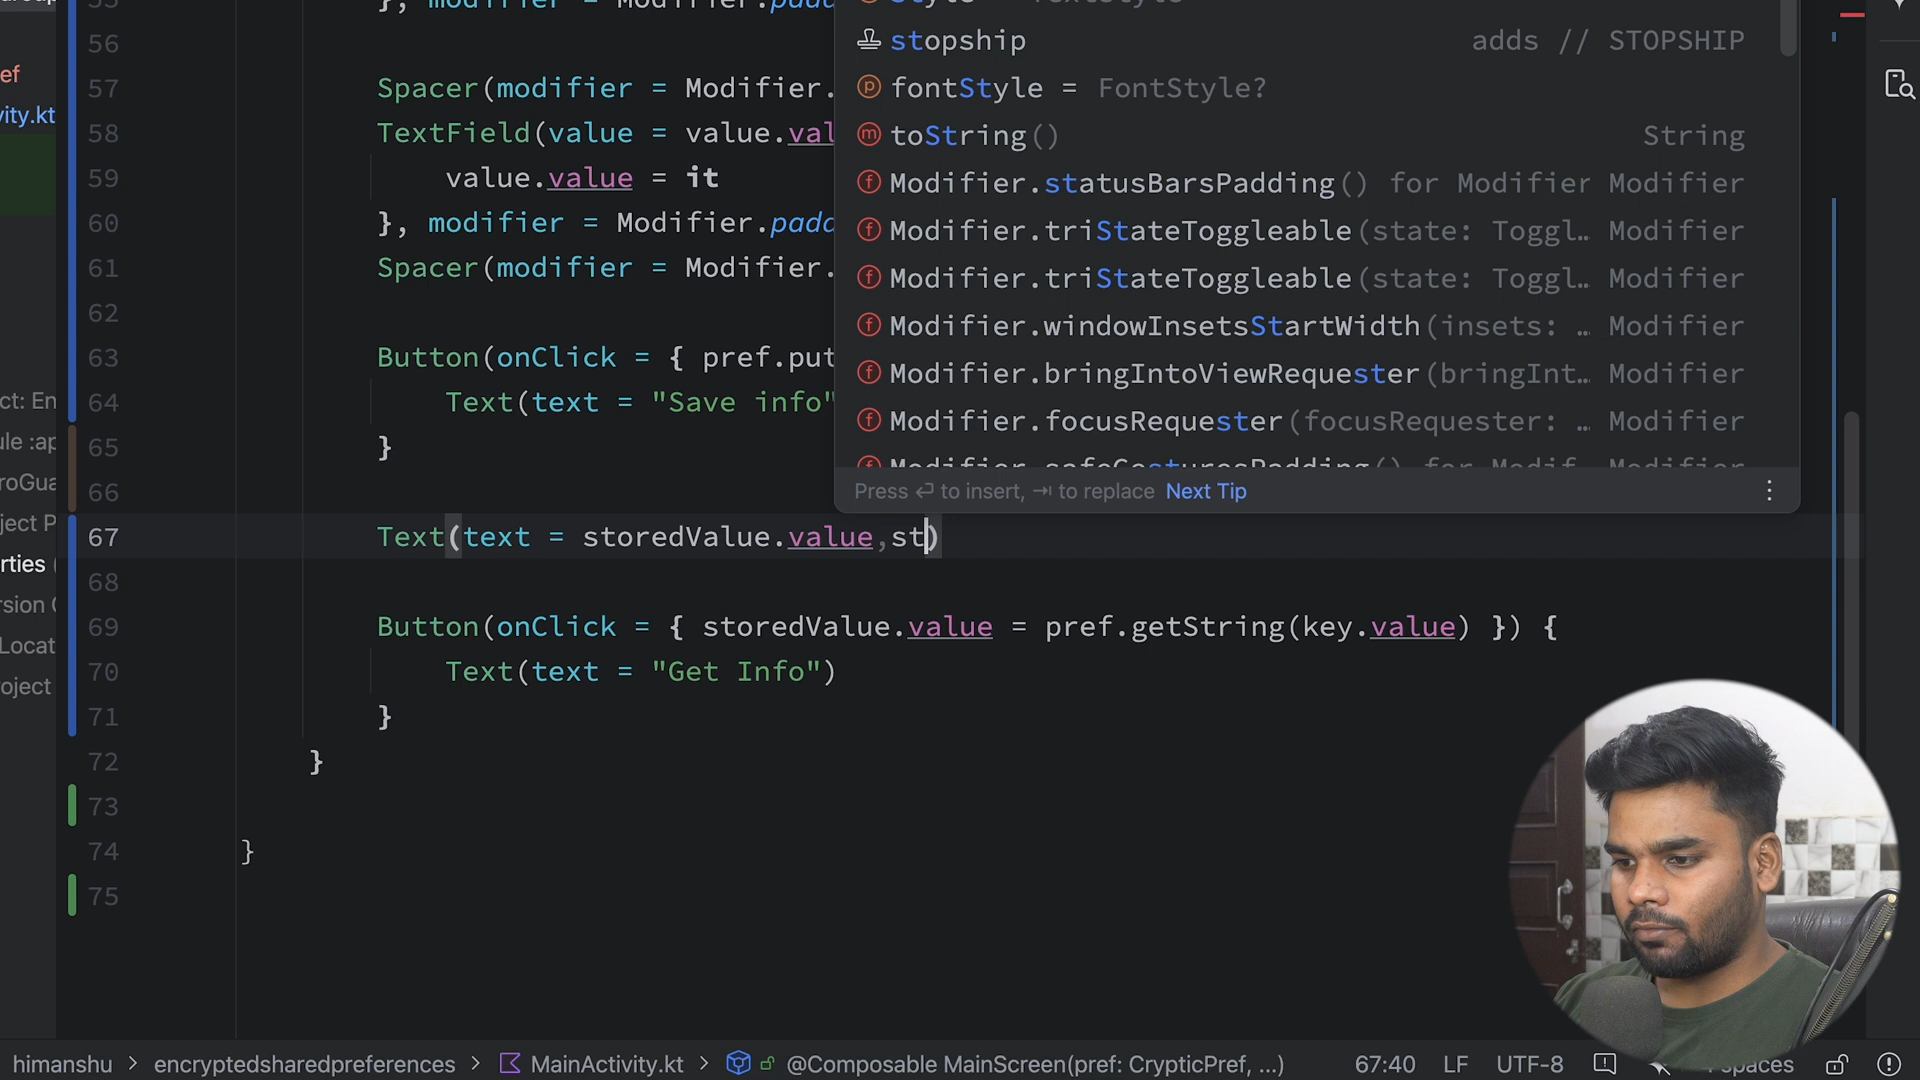 56
57 Spacer(modifier = Modifier.
58 TextField(value = value.val
59 value.value = it
60 }, modifier = Modifier.padd
61 Spacer(modifier = Modifier.
62
63 Button(onClick = { pref.put
64 Text(text = "Save info"
65 }
66
67 Text(text = storedValue.value,st)
68
69 Button(onClick = { storedValue.value = pref.getString(key.value) }) {
70 Text(text = "Get Info")
71 }
72 }
73
74 }
75
stopship adds // STOPSHIP
fontStyle = FontStyle?
toString() String
Modifier.statusBarsPadding() for Modifier Modifier
Modifier.triStateToggleable(state: Toggl… Modifier
Modifier.triStateToggleable(state: Toggl… Modifier
Modifier.windowInsetsStartWidth(insets: … Modifier
Modifier.bringIntoViewRequester(bringInt… Modifier
Modifier.focusRequester(focusRequester: … Modifier
Press ↩ to insert, ⇥ to replace Next Tip
ef
ity.kt
ct: En
ule :ap
roGua
ject P
rties
rsion
Locat
oject
himanshu > encryptedsharedpreferences > MainActivity.kt > @Composable MainScreen(pref: CrypticPref, ...) 67:40 LF UTF-8 spaces